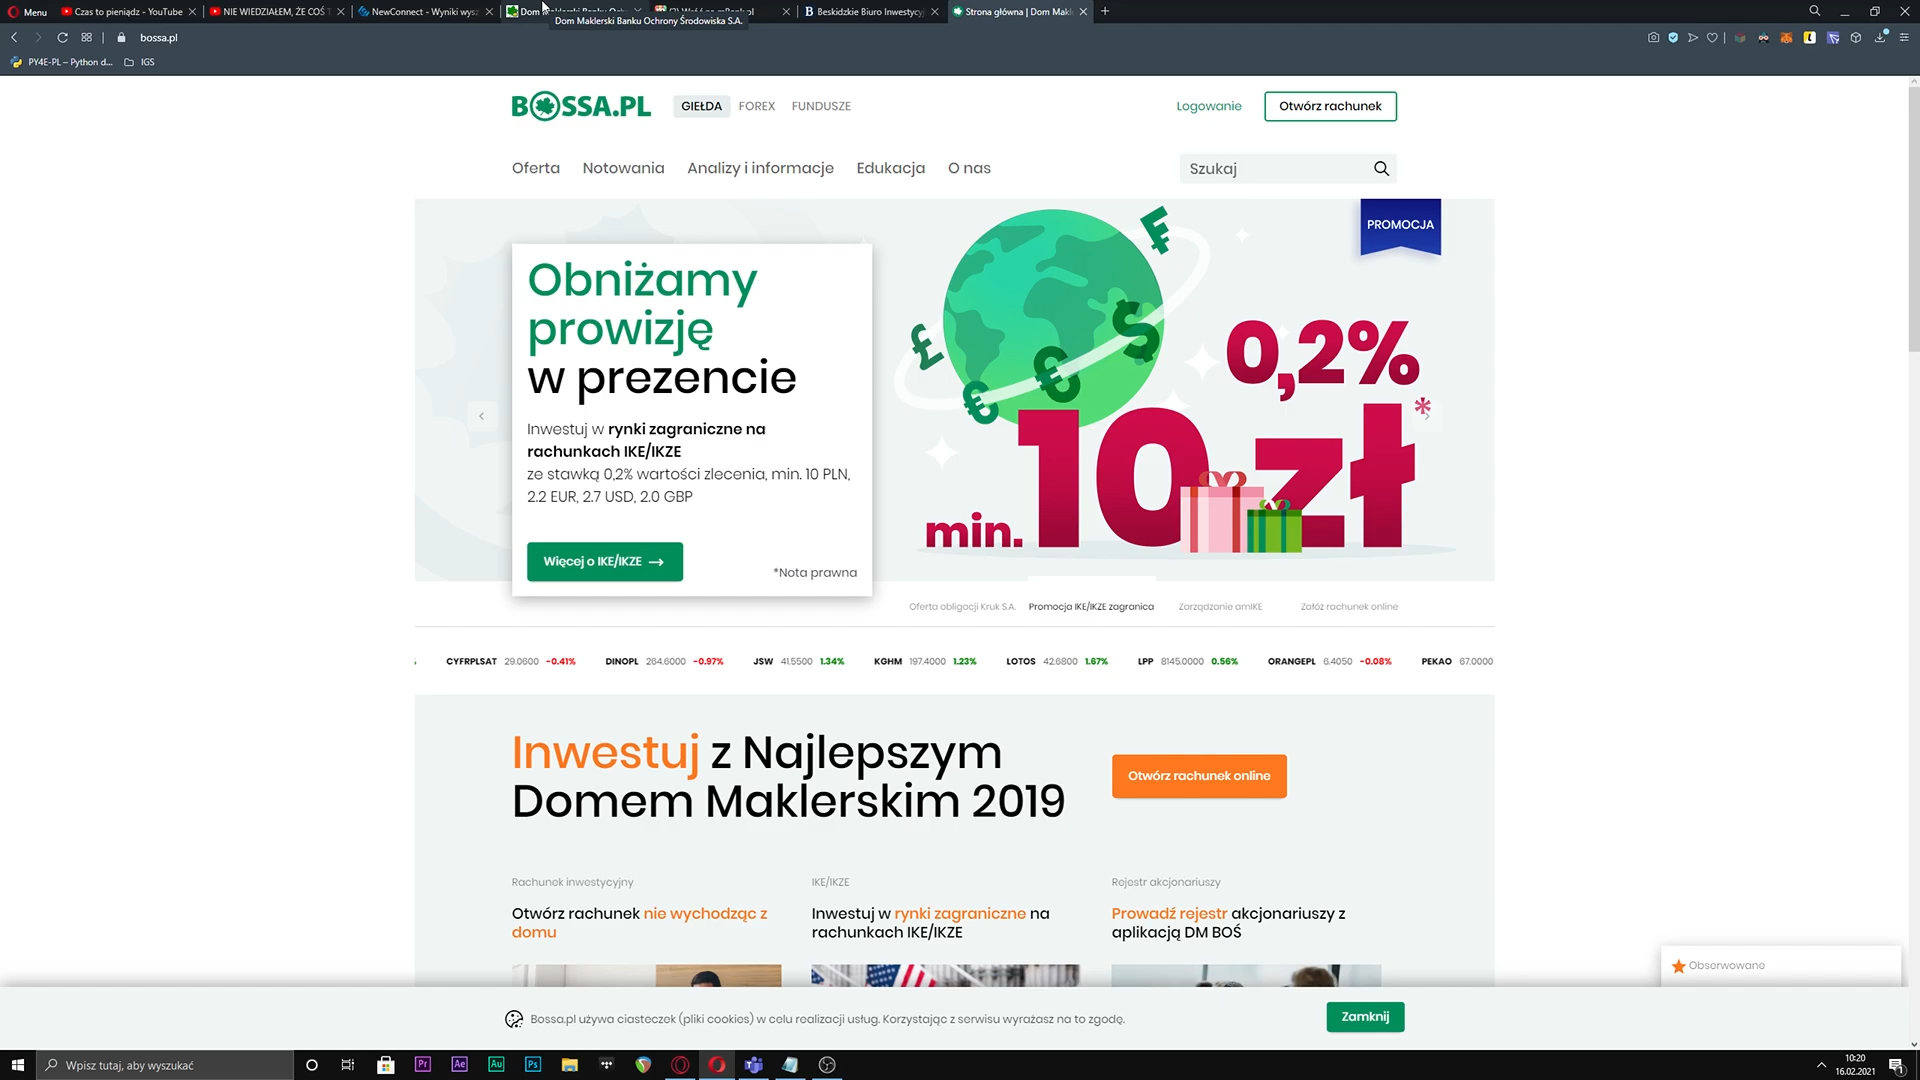 Menu
Czas to pieniądz - YouTube
NIE WIEDZIAŁEM, ŻE COŚ T
NewConnect - Wyniki wysz
Dom Maklerski Banku Ochr
Beskidzkie Biuro Inwestycyj
Strona główna | Dom Makl
Dom Maklerski Banku Ochrony Środowiska S.A.
bossa.pl
PY4E-PL – Python d...
IGS
BOSSA.PL
GIEŁDA
FOREX
FUNDUSZE
Logowanie
Otwórz rachunek
Oferta
Notowania
Analizy i informacje
Edukacja
O nas
Szukaj
PROMOCJA
Obniżamy
prowizję
w prezencie
Inwestuj w rynki zagraniczne na
rachunkach IKE/IKZE
ze stawką 0,2% wartości zlecenia, min. 10 PLN,
2.2 EUR, 2.7 USD, 2.0 GBP
Więcej o IKE/IKZE →
*Nota prawna
0,2%
min. 10 zł*
Oferta obligacji Kruk S.A.
Promocja IKE/IKZE zagranica
Zarządzanie amIKE
Załóż rachunek online
CYFRPLSAT 29.0600 -0.41%
DINOPL 264.6000 -0.97%
JSW 41.5500 1.34%
KGHM 197.4000 1.23%
LOTOS 42.6800 1.67%
LPP 8145.0000 0.56%
ORANGEPL 6.4050 -0.08%
PEKAO 67.0000
Inwestuj z Najlepszym
Domem Maklerskim 2019
Otwórz rachunek online
Rachunek inwestycyjny
Otwórz rachunek nie wychodząc z
domu
IKE/IKZE
Inwestuj w rynki zagraniczne na
rachunkach IKE/IKZE
Rejestr akcjonariuszy
Prowadź rejestr akcjonariuszy z
aplikacją DM BOŚ
Obserwowane
Bossa.pl używa ciasteczek (pliki cookies) w celu realizacji usług. Korzystając z serwisu wyrażasz na to zgodę.
Zamknij
Wpisz tutaj, aby wyszukać
Pr
Ae
Au
Ps
10:20
16.02.2021